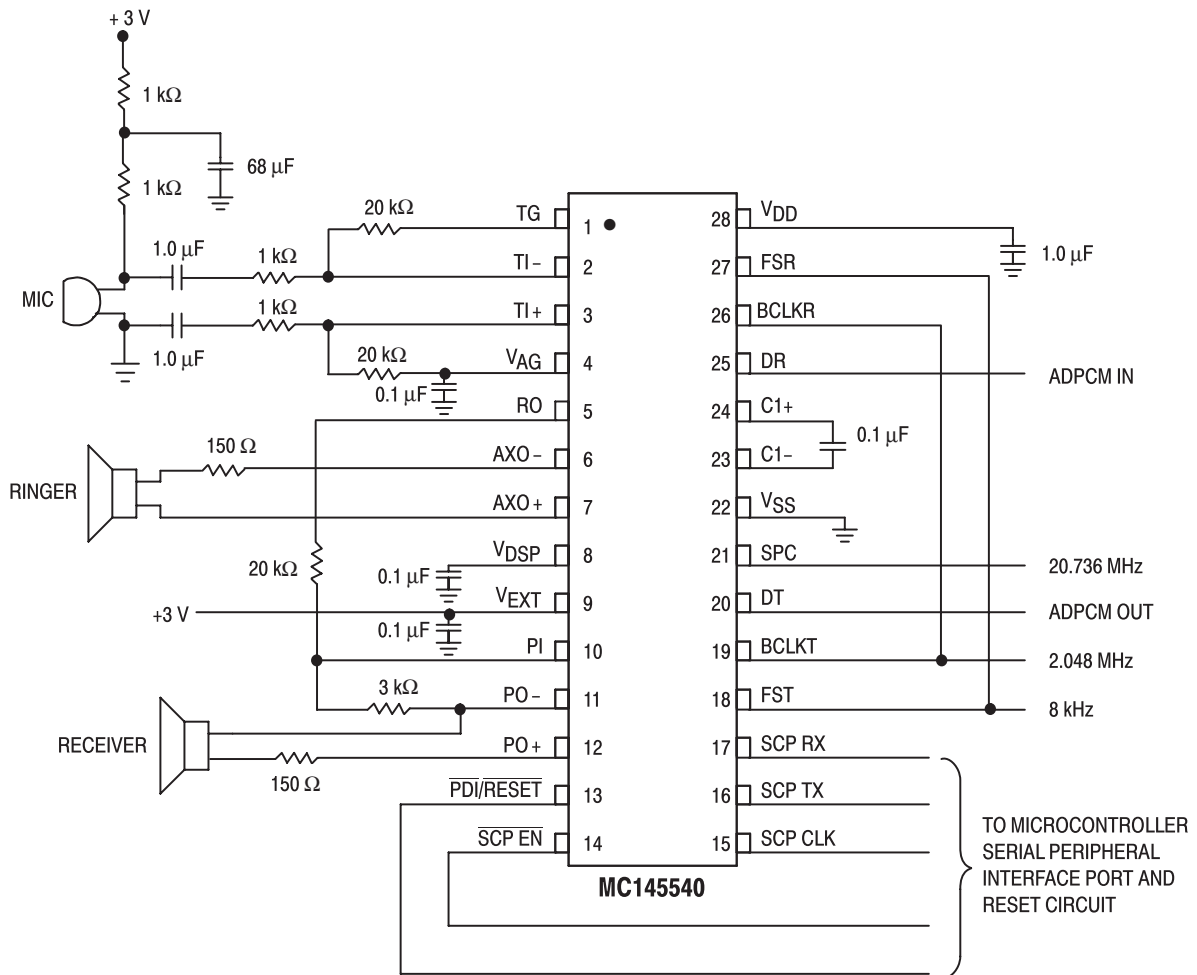 + 3 V
1 kΩ
68 µF
1 kΩ
20 kΩ
1.0 µF
1 kΩ
MIC
1 kΩ
1.0 µF
20 kΩ
0.1 µF
150 Ω
RINGER
20 kΩ
0.1 µF
+3 V
0.1 µF
3 kΩ
RECEIVER
150 Ω
TG 1
TI – 2
TI + 3
VAG 4
RO 5
AXO – 6
AXO + 7
VDSP 8
VEXT 9
PI 10
PO – 11
PO + 12
PDI/RESET 13
SCP EN 14
MC145540
28 VDD
1.0 µF
27 FSR
26 BCLKR
25 DR
ADPCM IN
24 C1+
0.1 µF
23 C1–
22 VSS
21 SPC
20.736 MHz
20 DT
ADPCM OUT
19 BCLKT
2.048 MHz
18 FST
8 kHz
17 SCP RX
16 SCP TX
15 SCP CLK
TO MICROCONTROLLER
SERIAL PERIPHERAL
INTERFACE PORT AND
RESET CIRCUIT